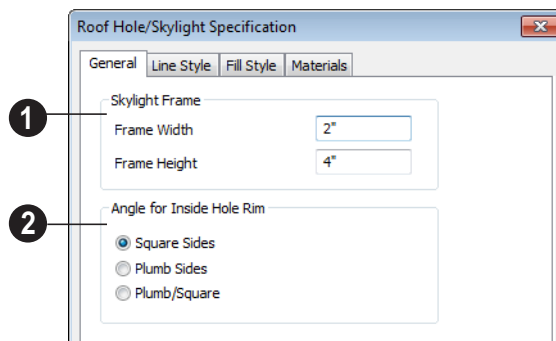 Roof Hole/Skylight Specification
General Line Style Fill Style Materials
Skylight Frame
1
Frame Width 2"
Frame Height 4"
Angle for Inside Hole Rim
2
Square Sides
Plumb Sides
Plumb/Square